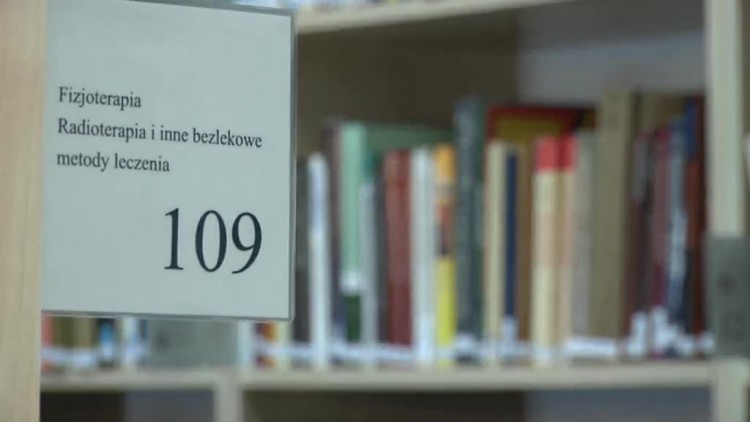 Fizjoterapia
Radioterapia i inne bezlekowe
metody leczenia
109